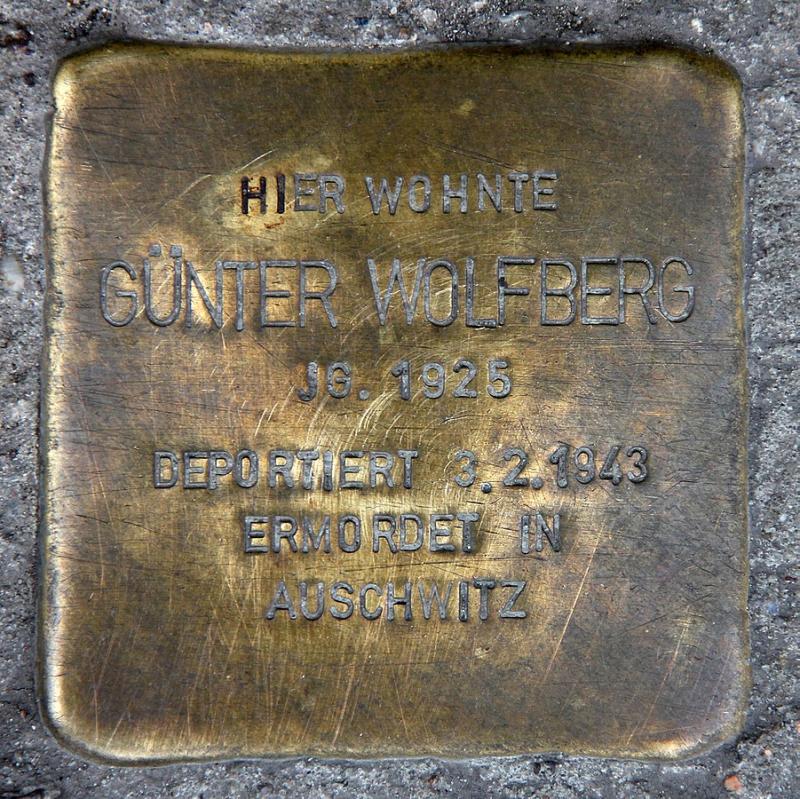 HIER WOHNTE
GÜNTER WOLFBERG
JG. 1925
DEPORTIERT 3.2.1943
ERMORDET IN
AUSCHWITZ